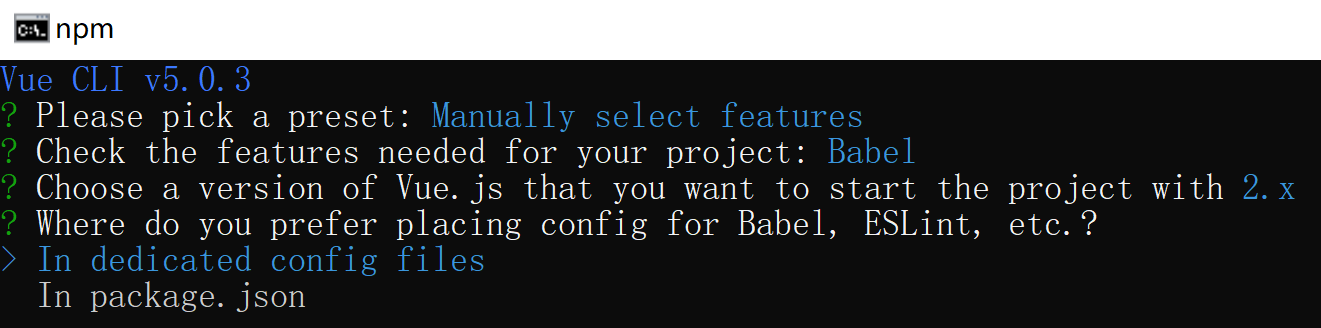 C:\. npm
Vue CLI v5.0.3
? Please pick a preset: Manually select features
? Check the features needed for your project: Babel
? Choose a version of Vue.js that you want to start the project with 2.x
? Where do you prefer placing config for Babel, ESLint, etc.?
> In dedicated config files
In package.json